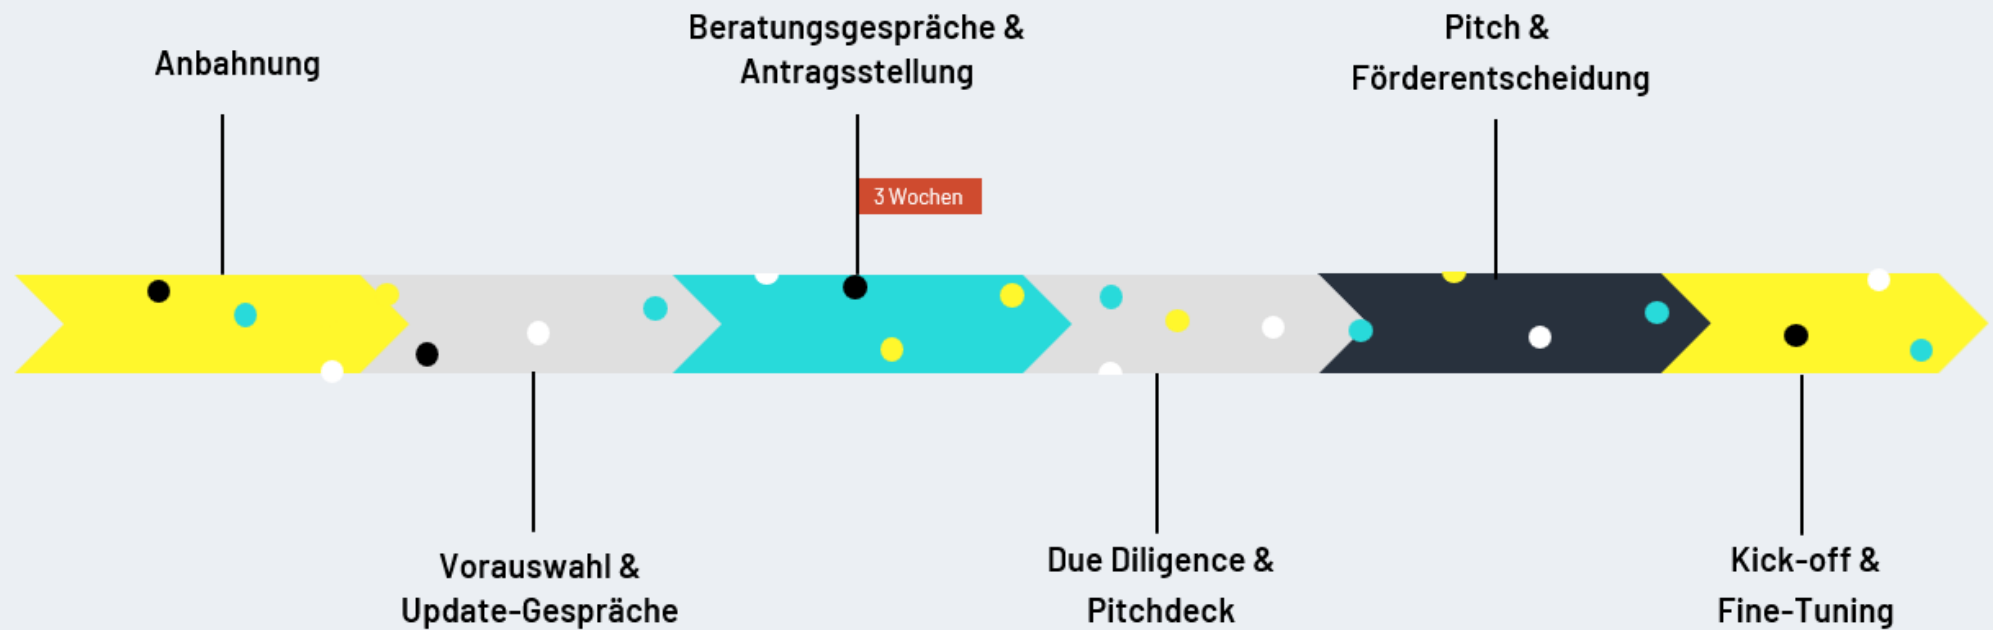 Anbahnung
Beratungsgespräche &
Antragsstellung
Pitch &
Förderentscheidung
3 Wochen
Vorauswahl &
Update-Gespräche
Due Diligence &
Pitchdeck
Kick-off &
Fine-Tuning